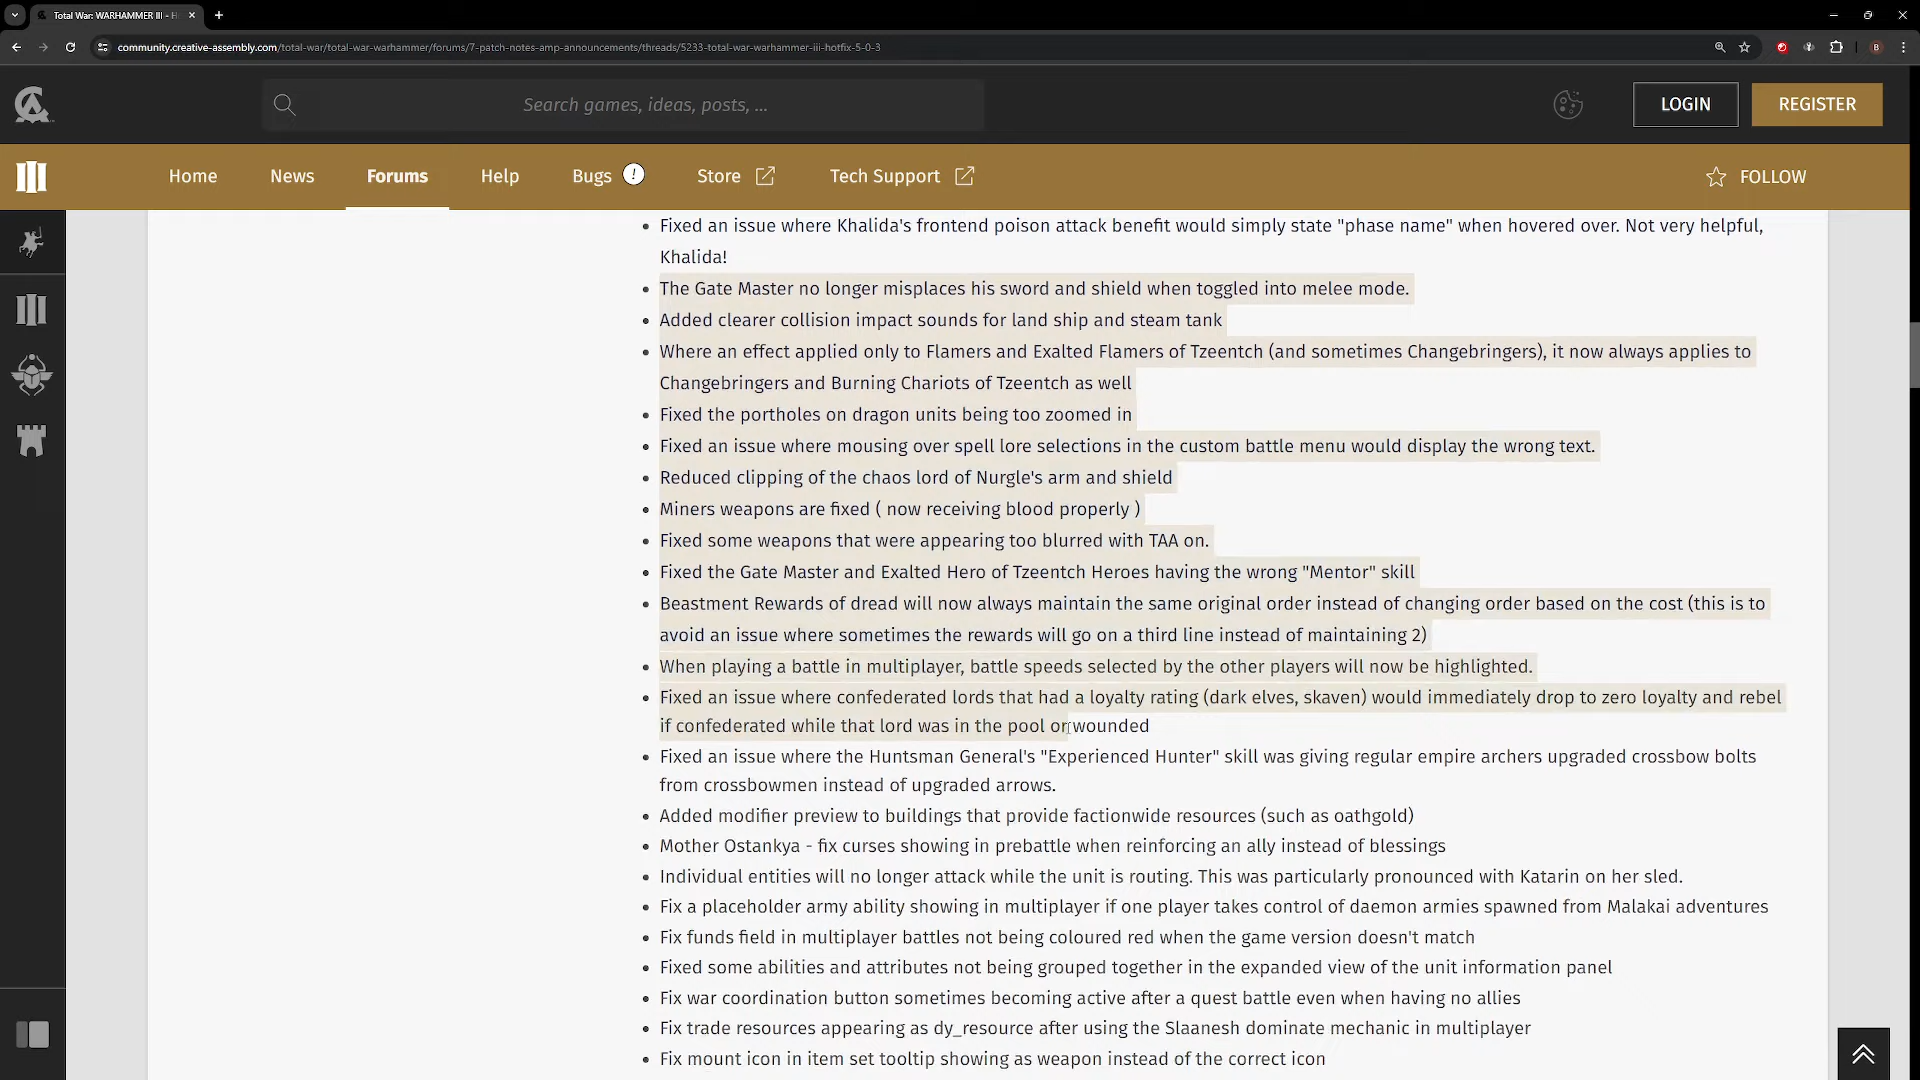 Total War: WARHAMMER III - H
community.creative-assembly.com/total-war/total-war-warhammer/forums/7-patch-notes-amp-announcements/threads/5233-total-war-warhammer-iii-hotfix-5-0-3
B
Search games, ideas, posts, ...
LOGIN
REGISTER
Home
News
Forums
Help
Bugs
!
Store
Tech Support
FOLLOW
Fixed an issue where Khalida's frontend poison attack benefit would simply state "phase name" when hovered over. Not very helpful,
Khalida!
The Gate Master no longer misplaces his sword and shield when toggled into melee mode.
Added clearer collision impact sounds for land ship and steam tank
Where an effect applied only to Flamers and Exalted Flamers of Tzeentch (and sometimes Changebringers), it now always applies to
Changebringers and Burning Chariots of Tzeentch as well
Fixed the portholes on dragon units being too zoomed in
Fixed an issue where mousing over spell lore selections in the custom battle menu would display the wrong text.
Reduced clipping of the chaos lord of Nurgle's arm and shield
Miners weapons are fixed ( now receiving blood properly )
Fixed some weapons that were appearing too blurred with TAA on.
Fixed the Gate Master and Exalted Hero of Tzeentch Heroes having the wrong "Mentor" skill
Beastment Rewards of dread will now always maintain the same original order instead of changing order based on the cost (this is to
avoid an issue where sometimes the rewards will go on a third line instead of maintaining 2)
When playing a battle in multiplayer, battle speeds selected by the other players will now be highlighted.
Fixed an issue where confederated lords that had a loyalty rating (dark elves, skaven) would immediately drop to zero loyalty and rebel
if confederated while that lord was in the pool or wounded
Fixed an issue where the Huntsman General's "Experienced Hunter" skill was giving regular empire archers upgraded crossbow bolts
from crossbowmen instead of upgraded arrows.
Added modifier preview to buildings that provide factionwide resources (such as oathgold)
Mother Ostankya - fix curses showing in prebattle when reinforcing an ally instead of blessings
Individual entities will no longer attack while the unit is routing. This was particularly pronounced with Katarin on her sled.
Fix a placeholder army ability showing in multiplayer if one player takes control of daemon armies spawned from Malakai adventures
Fix funds field in multiplayer battles not being coloured red when the game version doesn't match
Fixed some abilities and attributes not being grouped together in the expanded view of the unit information panel
Fix war coordination button sometimes becoming active after a quest battle even when having no allies
Fix trade resources appearing as dy_resource after using the Slaanesh dominate mechanic in multiplayer
Fix mount icon in item set tooltip showing as weapon instead of the correct icon